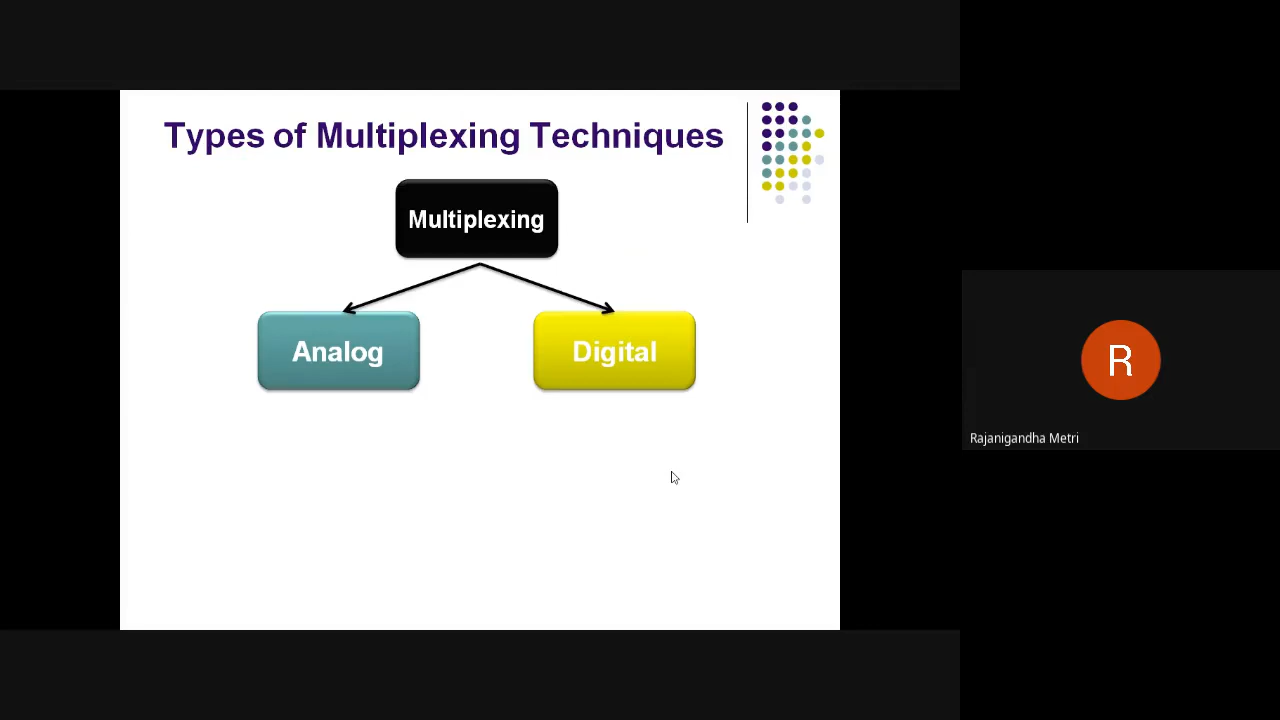 Types of Multiplexing Techniques
Multiplexing
Analog
Digital
R
Rajanigandha Metri